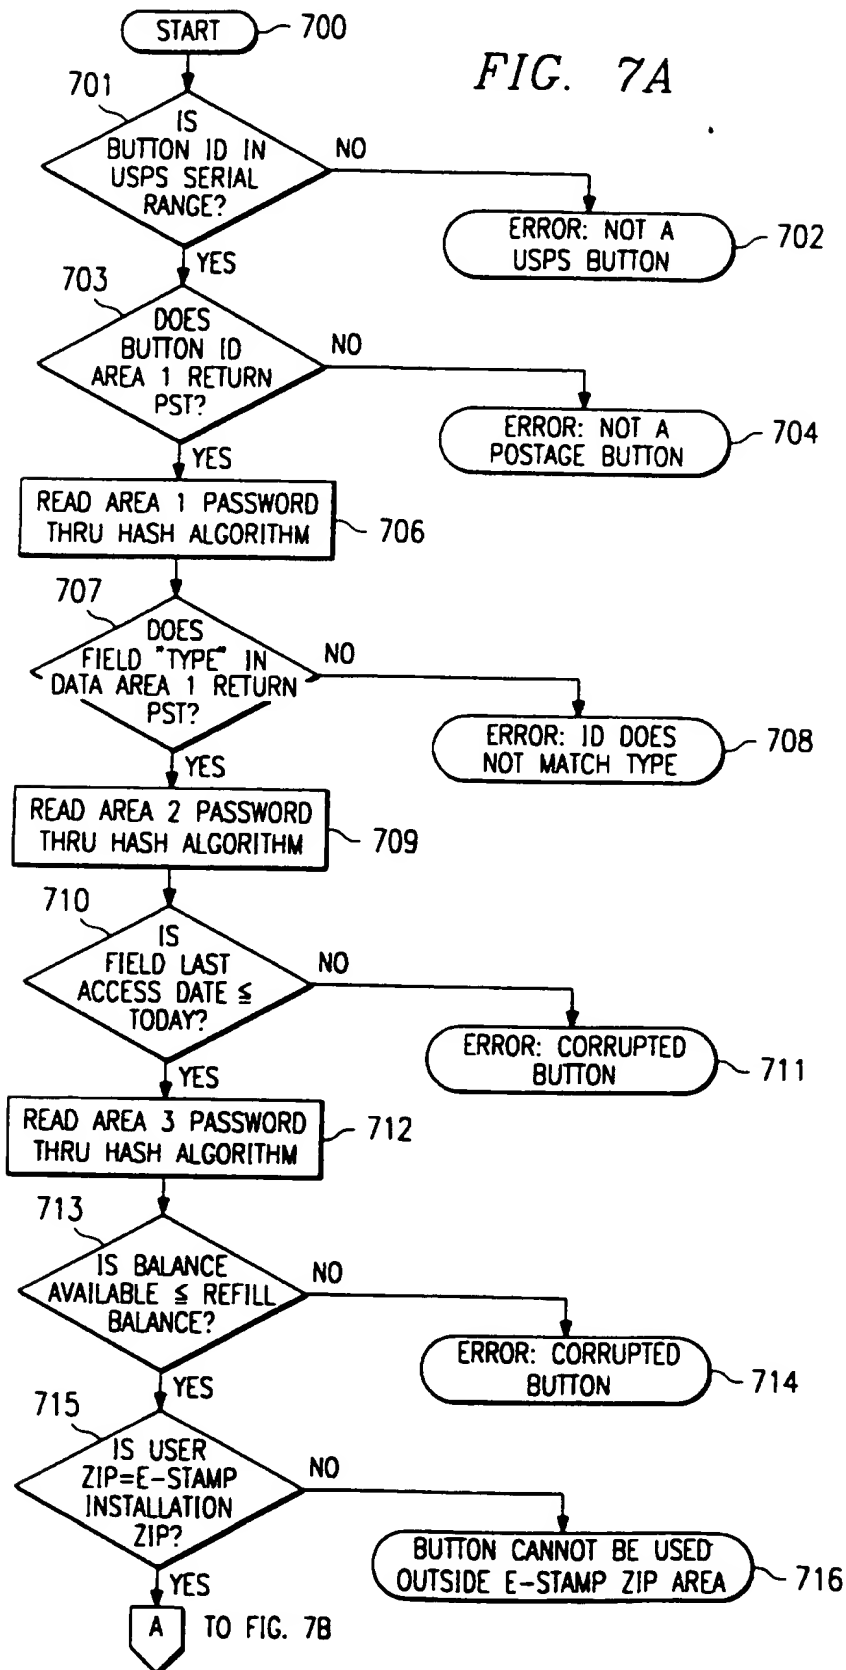 START
700
FIG. 7A
701
IS
BUTTON ID IN
USPS SERIAL
RANGE?
NO
ERROR: NOT A
USPS BUTTON
702
YES
703
DOES
BUTTON ID
AREA 1 RETURN
PST?
NO
ERROR: NOT A
POSTAGE BUTTON
704
YES
READ AREA 1 PASSWORD
THRU HASH ALGORITHM
706
707
DOES
FIELD "TYPE" IN
DATA AREA 1 RETURN
PST?
NO
ERROR: ID DOES
NOT MATCH TYPE
708
YES
READ AREA 2 PASSWORD
THRU HASH ALGORITHM
709
710
IS
FIELD LAST
ACCESS DATE ≦
TODAY?
NO
ERROR: CORRUPTED
BUTTON
711
YES
READ AREA 3 PASSWORD
THRU HASH ALGORITHM
712
713
IS BALANCE
AVAILABLE ≦ REFILL
BALANCE?
NO
ERROR: CORRUPTED
BUTTON
714
YES
715
IS USER
ZIP=E-STAMP
INSTALLATION
ZIP?
NO
BUTTON CANNOT BE USED
OUTSIDE E-STAMP ZIP AREA
716
YES
A
TO FIG. 7B